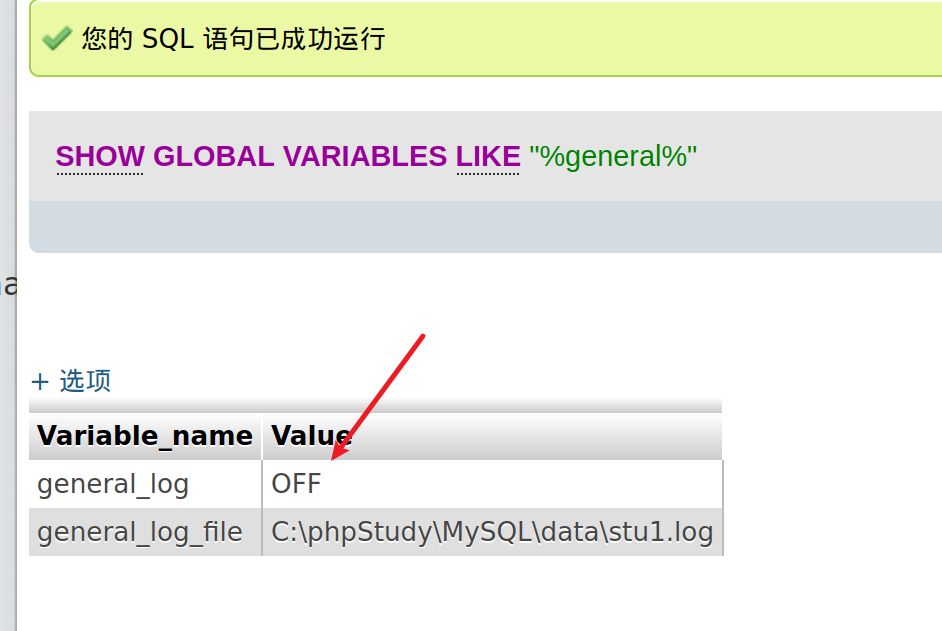 您的 SQL 语句已成功运行
SHOW GLOBAL VARIABLES LIKE "%general%"
+ 选项
Variable_name Value
general_log OFF
general_log_file C:\phpStudy\MySQL\data\stu1.log